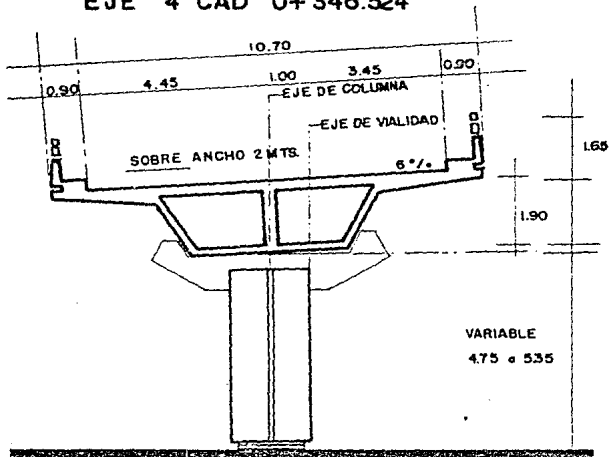 EJE 4 CAD 0+346.524
10.70
0.90 4.45 1.00 3.45 0.90
EJE DE COLUMNA
EJE DE VIALIDAD
SOBRE ANCHO 2 MTS.
6 %
1.65
1.90
VARIABLE
4.75 a 5.35